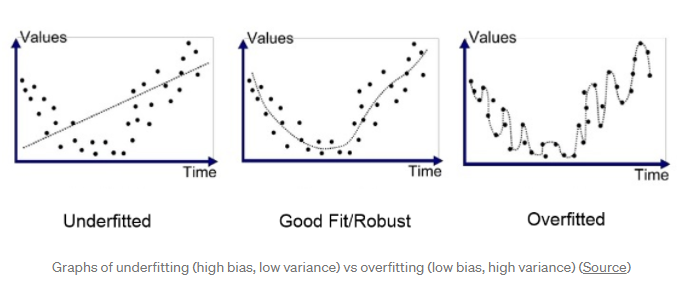 Values
Values
Values
Time
Time
Time
Underfitted
Good Fit/Robust
Overfitted
Graphs of underfitting (high bias, low variance) vs overfitting (low bias, high variance) (Source)